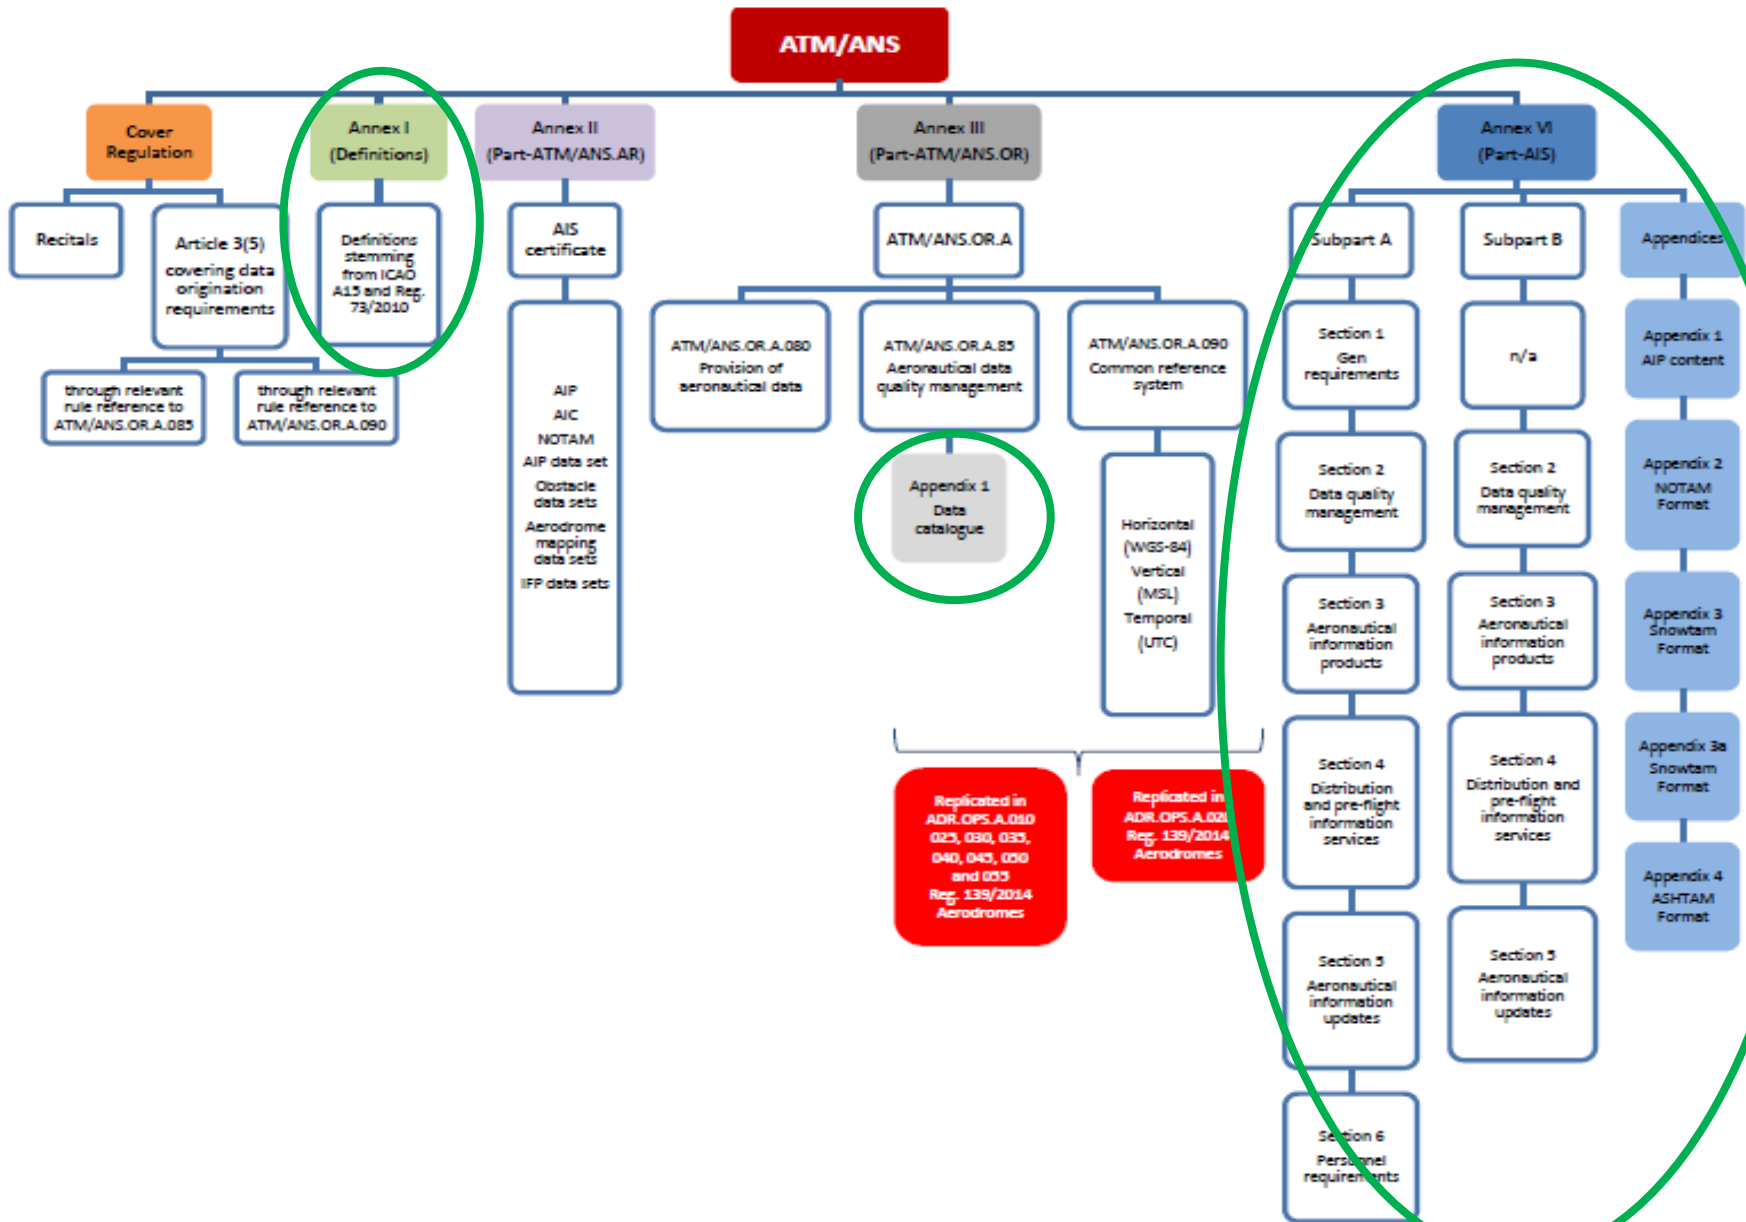 ATM/ANS
Cover
Regulation
Annex I
(Definitions)
Annex II
(Part-ATM/ANS.AR)
Annex III
(Part-ATM/ANS.OR)
Annex VI
(Part-AIS)
Recitals
Article 3(5)
covering data
origination
requirements
through relevant
rule reference to
ATM/ANS.OR.A.085
through relevant
rule reference to
ATM/ANS.OR.A.090
Definitions
stemming
from ICAO
A15 and Reg.
73/2010
AIS
certificate
AIP
AIC
NOTAM
AIP data set
Obstacle
data sets
Aerodrome
mapping
data sets
IFP data sets
ATM/ANS.OR.A
ATM/ANS.OR.A.080
Provision of
aeronautical data
ATM/ANS.OR.A.85
Aeronautical data
quality management
Appendix 1
Data
catalogue
ATM/ANS.OR.A.090
Common reference
system
Horizontal
(WGS-84)
Vertical
(MSL)
Temporal
(UTC)
Replicated in
ADR.OPS.A.010
025, 030, 035,
040, 045, 050
and 055
Reg. 139/2014
Aerodromes
Replicated in
ADR.OPS.A.020
Reg. 139/2014
Aerodromes
Subpart A
Section 1
Gen
requirements
Section 2
Data quality
management
Section 3
Aeronautical
information
products
Section 4
Distribution
and pre-flight
information
services
Section 5
Aeronautical
information
updates
Section 6
Personnel
requirements
Subpart B
n/a
Section 2
Data quality
management
Section 3
Aeronautical
information
products
Section 4
Distribution and
pre-flight
information
services
Section 5
Aeronautical
information
updates
Appendices
Appendix 1
AIP content
Appendix 2
NOTAM
Format
Appendix 3
Snowtam
Format
Appendix 3a
Snowtam
Format
Appendix 4
ASHTAM
Format